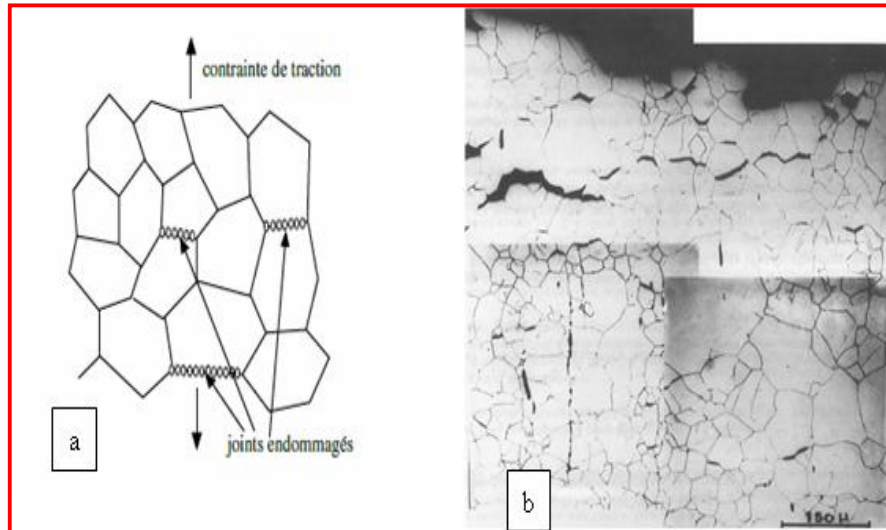 contrainte de traction
a
joints endommagés
b
150 µ